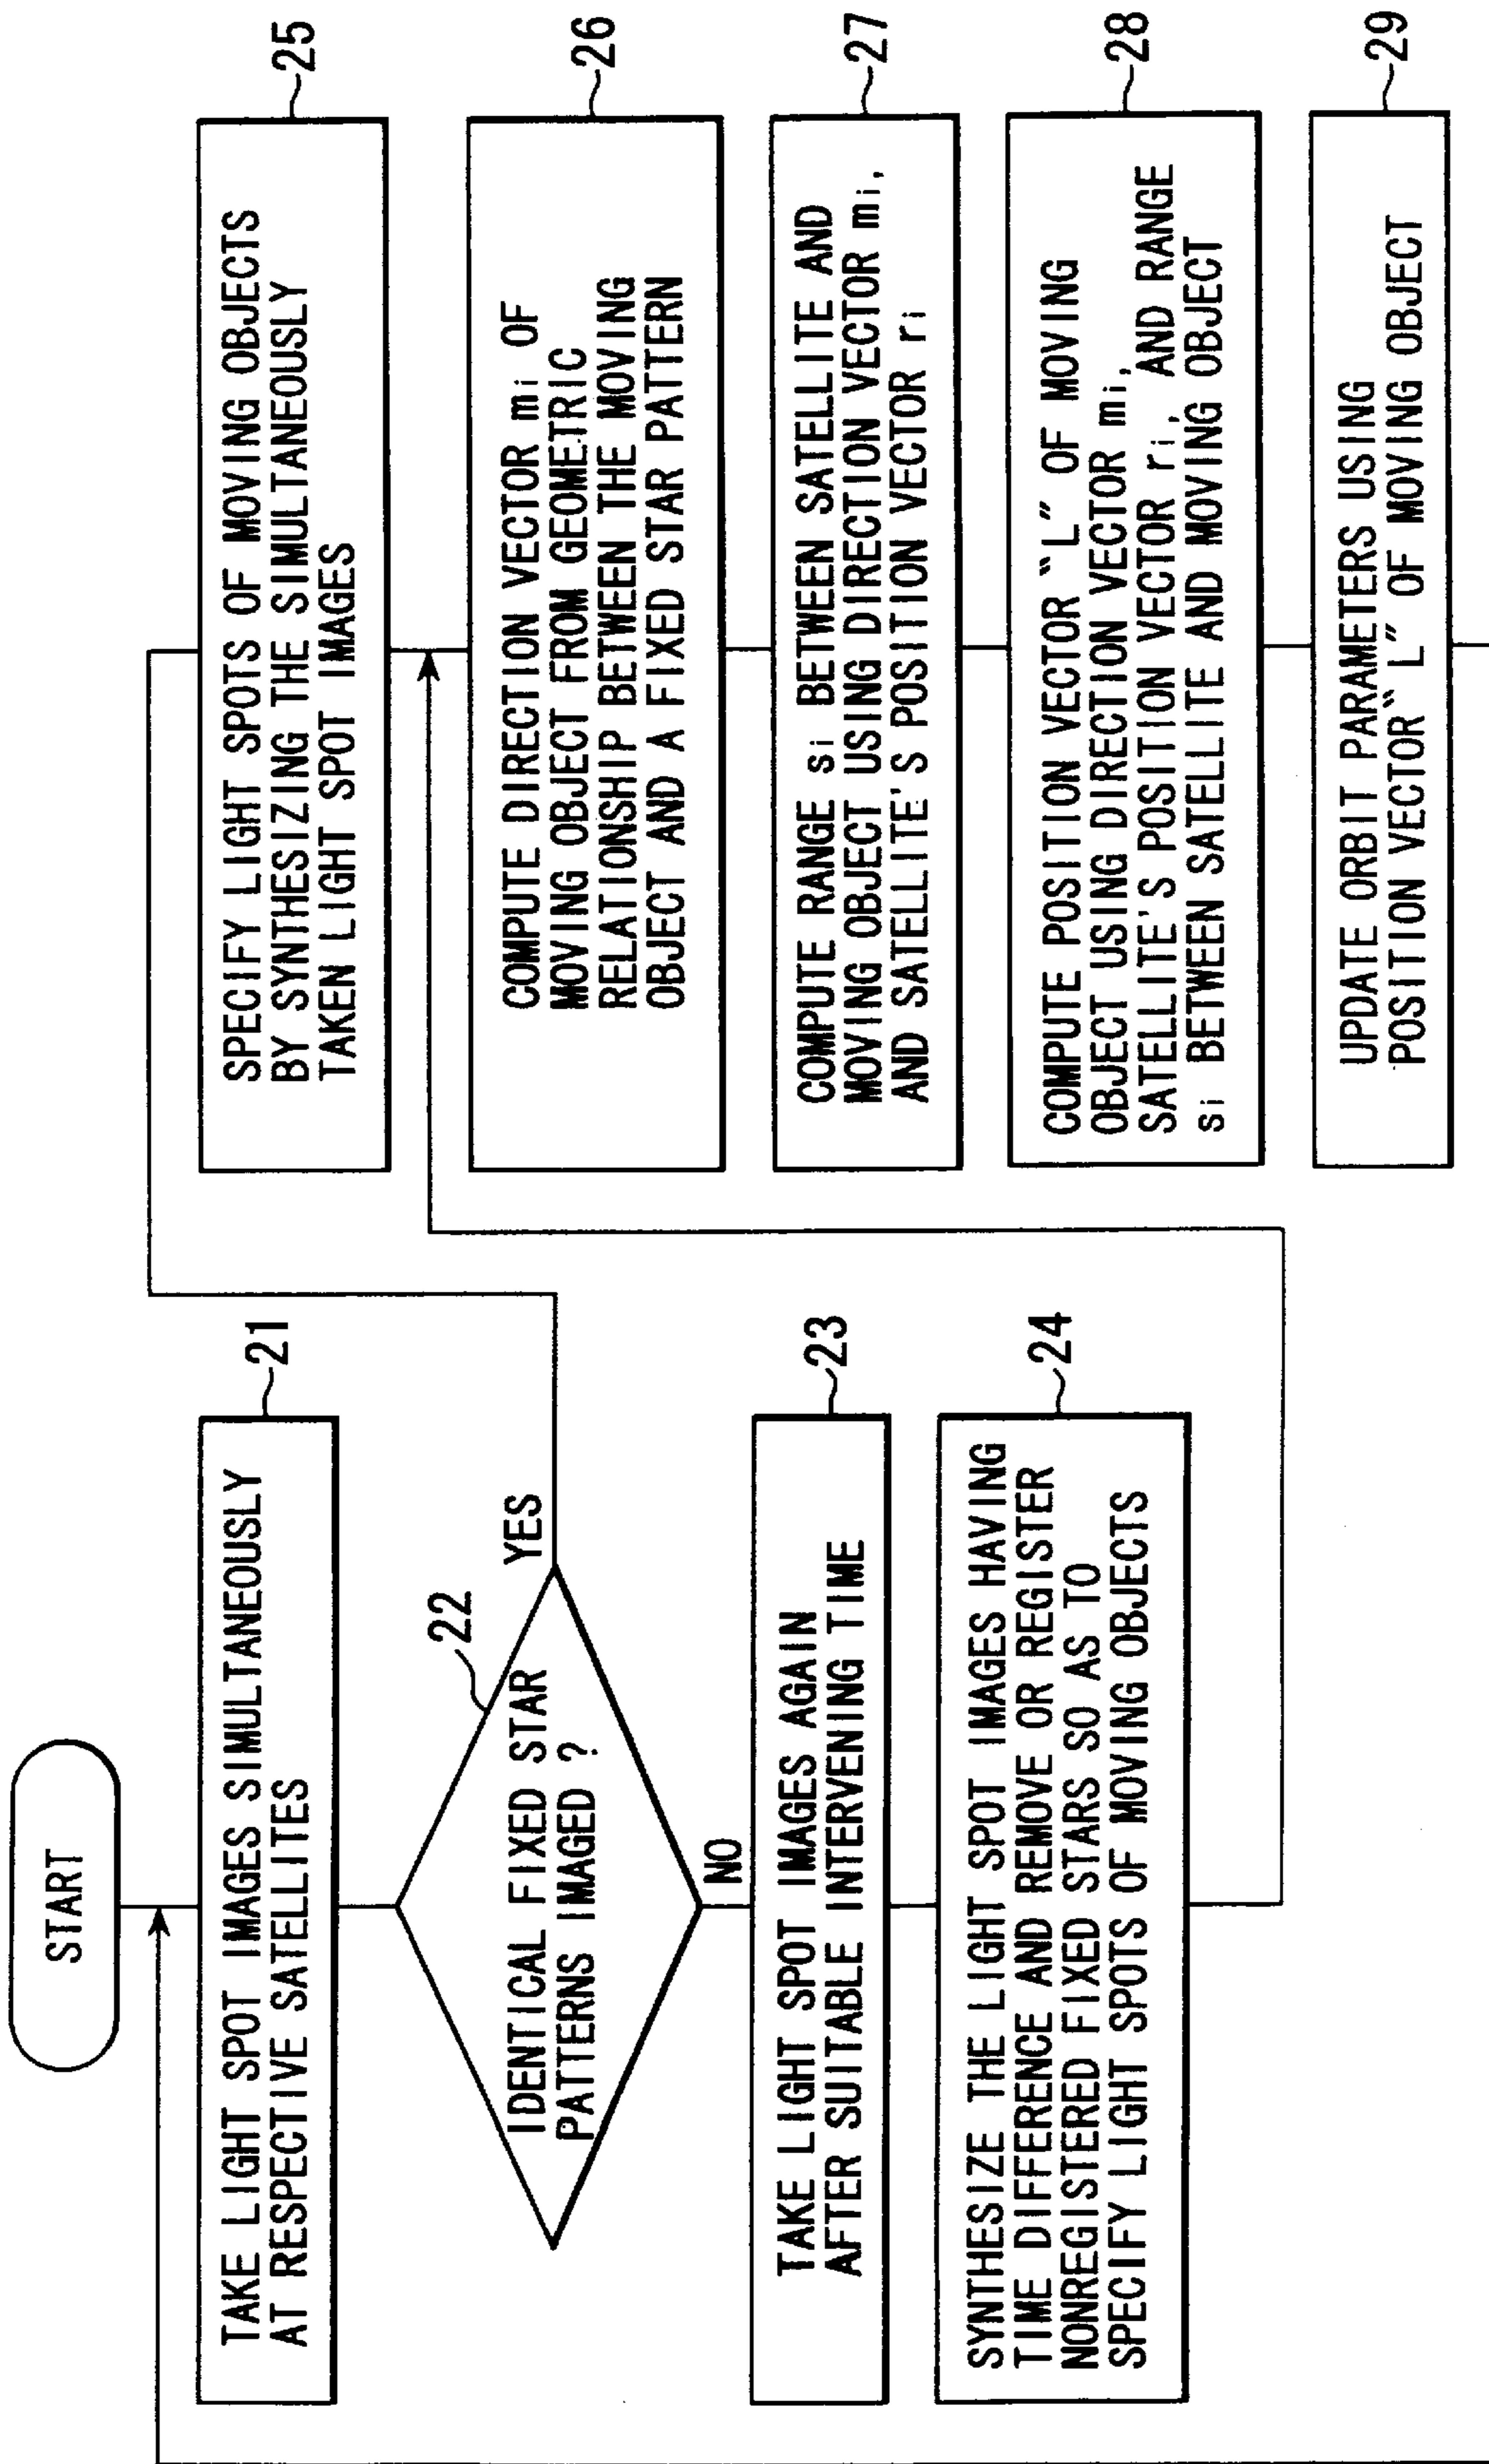 START
TAKE LIGHT SPOT IMAGES SIMULTANEOUSLY
AT RESPECTIVE SATELLITES
21
22
IDENTICAL FIXED STAR
PATTERNS IMAGED ?
YES
NO
TAKE LIGHT SPOT IMAGES AGAIN
AFTER SUITABLE INTERVENING TIME
23
SYNTHESIZE THE LIGHT SPOT IMAGES HAVING
TIME DIFFERENCE AND REMOVE OR REGISTER
NONREGISTERED FIXED STARS SO AS TO
SPECIFY LIGHT SPOTS OF MOVING OBJECTS
24
SPECIFY LIGHT SPOTS OF MOVING OBJECTS
BY SYNTHESIZING THE SIMULTANEOUSLY
TAKEN LIGHT SPOT IMAGES
25
COMPUTE DIRECTION VECTOR mi OF
MOVING OBJECT FROM GEOMETRIC
RELATIONSHIP BETWEEN THE MOVING
OBJECT AND A FIXED STAR PATTERN
26
COMPUTE RANGE si BETWEEN SATELLITE AND
MOVING OBJECT USING DIRECTION VECTOR mi,
AND SATELLITE'S POSITION VECTOR ri
27
COMPUTE POSITION VECTOR "L" OF MOVING
OBJECT USING DIRECTION VECTOR mi,
SATELLITE'S POSITION VECTOR ri, AND RANGE
si BETWEEN SATELLITE AND MOVING OBJECT
28
UPDATE ORBIT PARAMETERS USING
POSITION VECTOR "L" OF MOVING OBJECT
29